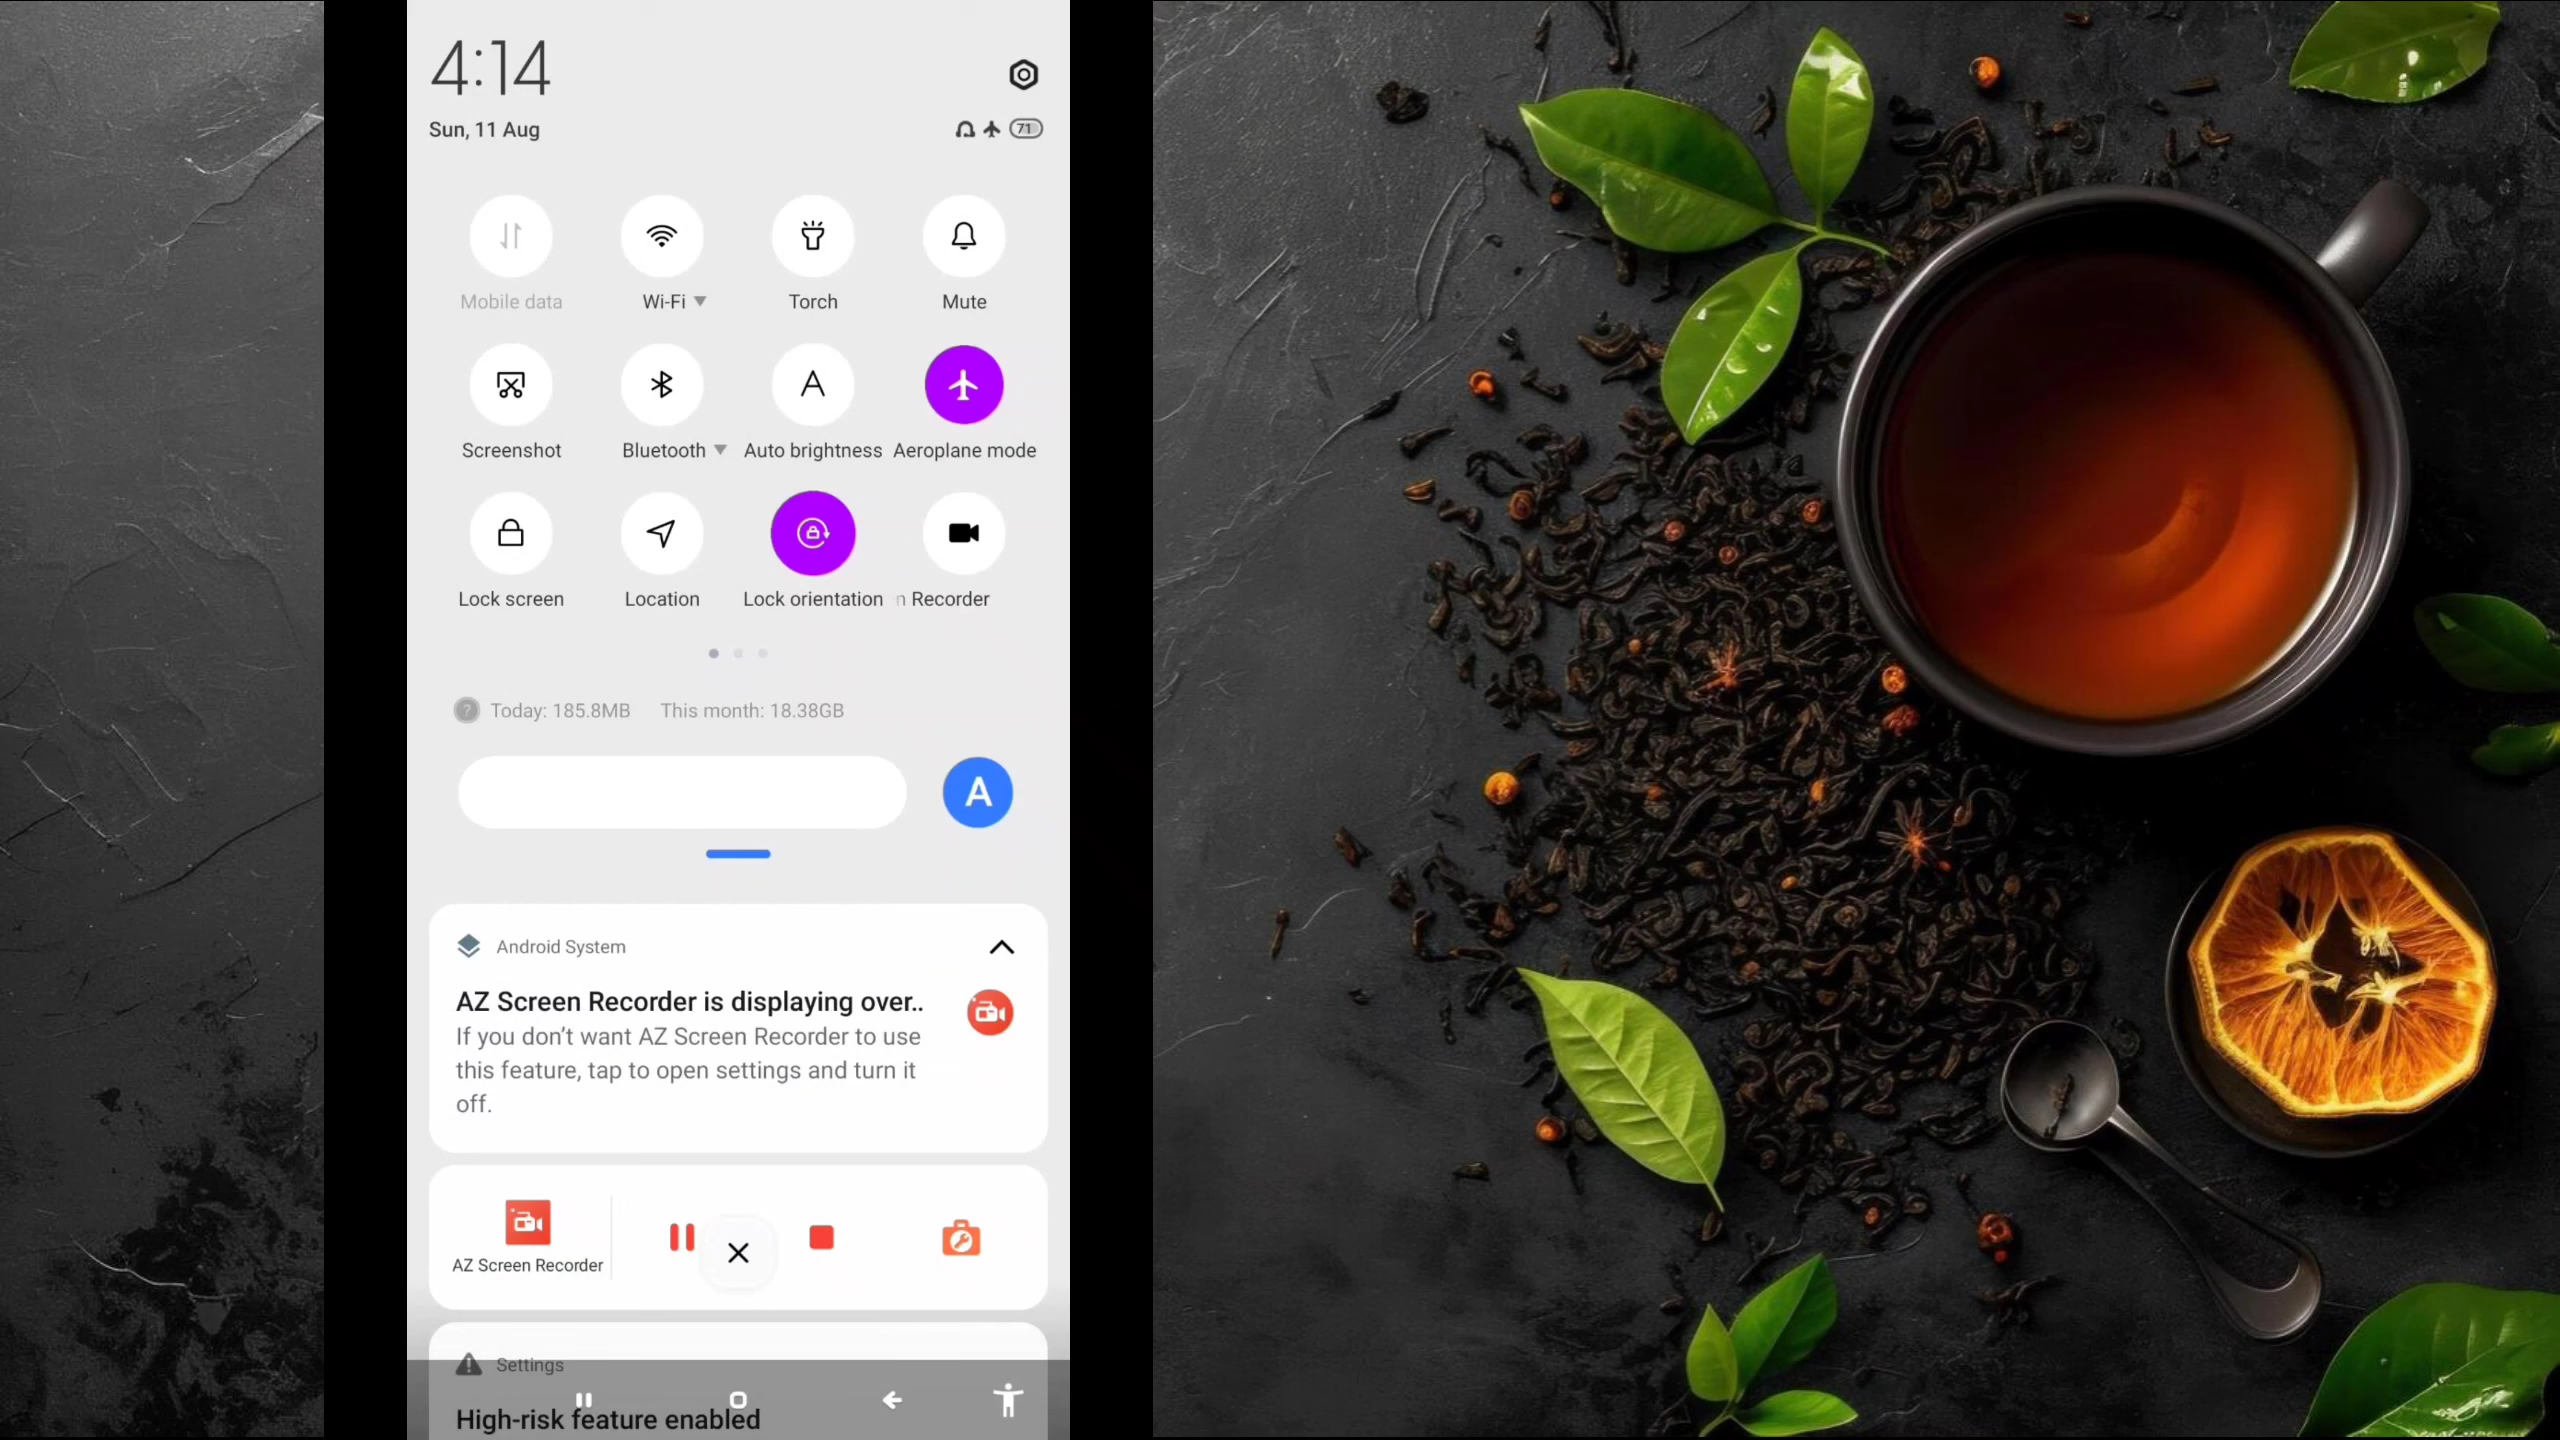 4:14
Sun, 11 Aug
71
Mobile data
Wi-Fi
Torch
Mute
Screenshot
Bluetooth
Auto brightness
Aeroplane mode
Lock screen
Location
Lock orientation
n Recorder
Today: 185.8MB
This month: 18.38GB
A
Android System
AZ Screen Recorder is displaying over..
If you don’t want AZ Screen Recorder to use
this feature, tap to open settings and turn it
off.
AZ Screen Recorder
Settings
High-risk feature enabled